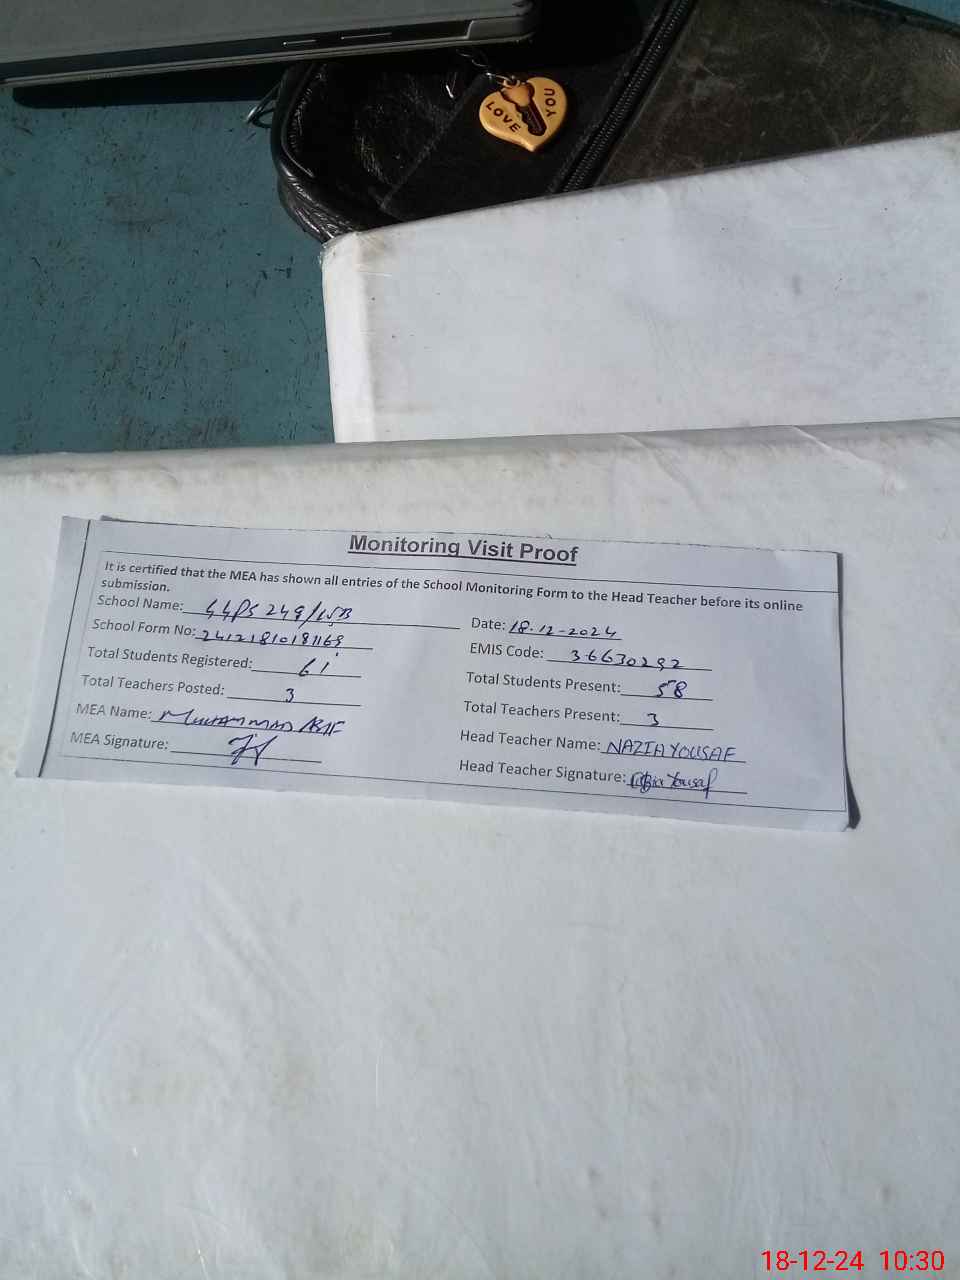 LOVE YOU
Monitoring Visit Proof
It is certified that the MEA has shown all entries of the School Monitoring Form to the Head Teacher before its online
submission.
School Name: GGPS 249/WB
Date: 18-12-2024
School Form No: 24121810181169
EMIS Code: 36630292
Total Students Registered: 61
Total Students Present: 58
Total Teachers Posted: 3
Total Teachers Present: 3
MEA Name: MUHAMMAD ASIF
Head Teacher Name: NAZIA YOUSAF
MEA Signature:
Head Teacher Signature: Yousaf
18-12-24 10:30